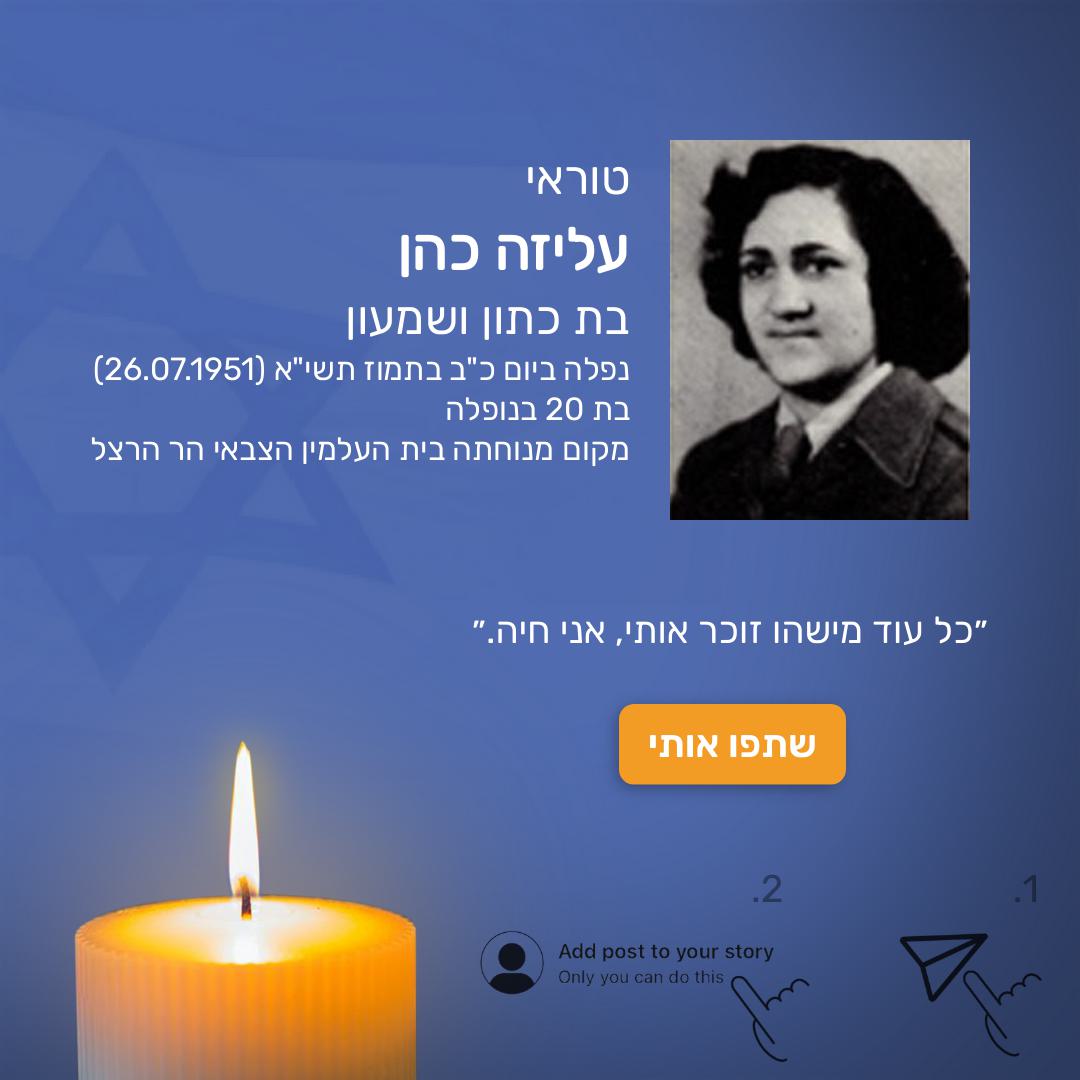 טוראי
עליזה כהן
בת כתון ושמעון
נפלה ביום כ"ב בתמוז תשי"א (26.07.1951)
בת 20 בנופלה
מקום מנוחתה בית העלמין הצבאי הר הרצל
״כל עוד מישהו זוכר אותי, אני חיה.״
שתפו אותי
.1
.2
Add post to your story
Only you can do this